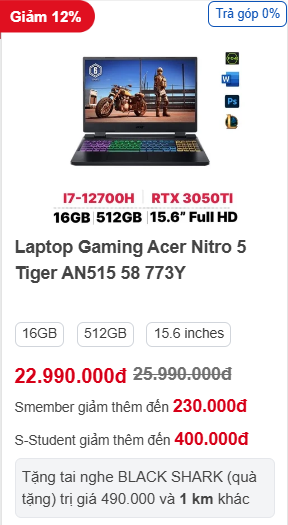 Giảm 12%
Trả góp 0%
I7-12700H | RTX 3050TI
16GB | 512GB | 15.6” Full HD
Laptop Gaming Acer Nitro 5
Tiger AN515 58 773Y
16GB 512GB 15.6 inches
22.990.000đ 25.990.000đ
Smember giảm thêm đến 230.000đ
S-Student giảm thêm đến 400.000đ
Tặng tai nghe BLACK SHARK (quà
tặng) trị giá 490.000 và 1 km khác